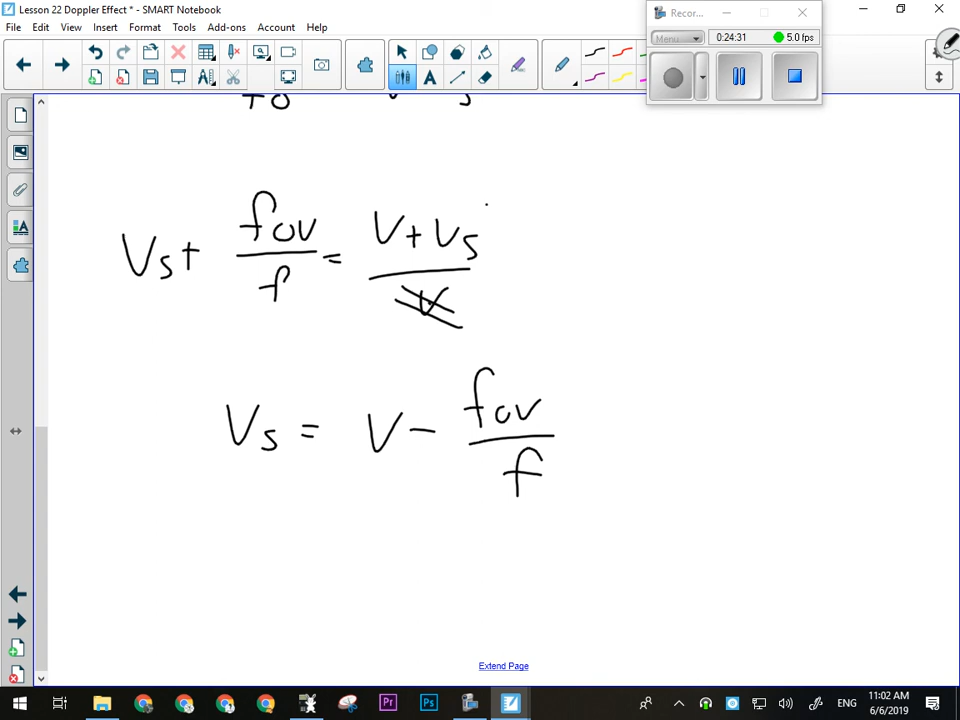 Lesson 22 Doppler Effect * - SMART Notebook
Recor...
File Edit View Insert Format Tools Add-ons Account Help
Menu
0:24:31
5.0 fps
Vs + fov/f = V + Vs/V
Vs = V - fov/f
Extend Page
ENG
11:02 AM
6/6/2019